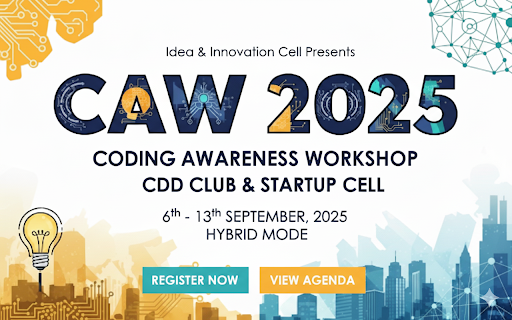 Idea & Innovation Cell Presents
CAW 2025
CODING AWARENESS WORKSHOP
CDD CLUB & STARTUP CELL
6th - 13th SEPTEMBER, 2025
HYBRID MODE
REGISTER NOW
VIEW AGENDA